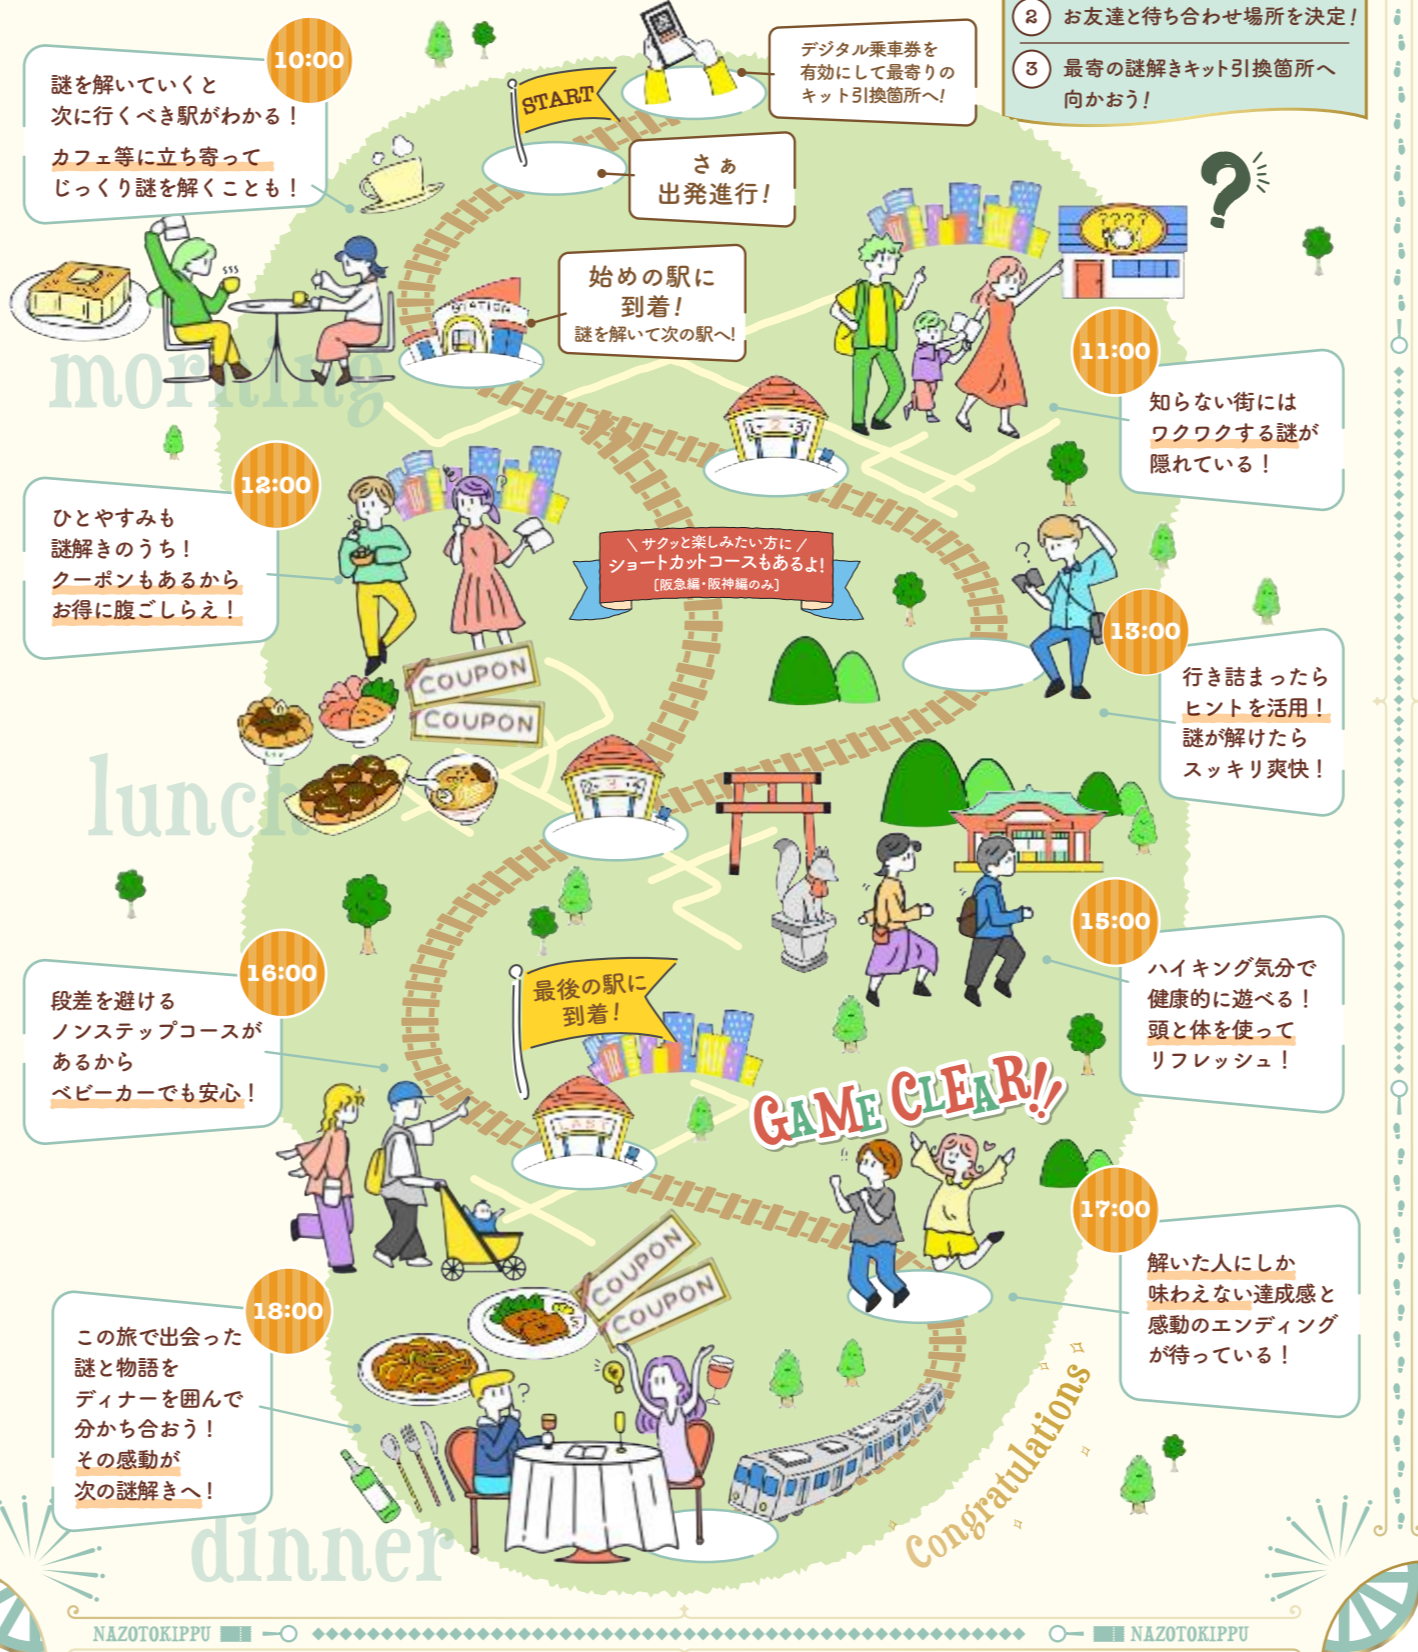 ② お友達と待ち合わせ場所を決定！
③ 最寄の謎解きキット引換箇所へ
向かおう！
デジタル乗車券を
有効にして最寄りの
キット引換箇所へ！
START
さぁ
出発進行！
10:00
謎を解いていくと
次に行くべき駅がわかる！
カフェ等に立ち寄って
じっくり謎を解くことも！
morning
STATION
始めの駅に
到着！
謎を解いて次の駅へ！
?
???
11:00
知らない街には
ワクワクする謎が
隠れている！
2 3
12:00
ひとやすみも
謎解きのうち！
クーポンもあるから
お得に腹ごしらえ！
COUPON
COUPON
lunch
＼サクッと楽しみたい方に／
ショートカットコースもあるよ！
［阪急編・阪神編のみ］
?
13:00
行き詰まったら
ヒントを活用！
謎が解けたら
スッキリ爽快！
2 3 4
15:00
ハイキング気分で
健康的に遊べる！
頭と体を使って
リフレッシュ！
16:00
段差を避ける
ノンステップコースが
あるから
ベビーカーでも安心！
最後の駅に
到着！
LAST
GAME CLEAR!!
17:00
解いた人にしか
味わえない達成感と
感動のエンディング
が待っている！
COUPON
COUPON
18:00
この旅で出会った
謎と物語を
ディナーを囲んで
分かち合おう！
その感動が
次の謎解きへ！
?
dinner
Congratulations
NAZOTOKIPPU
NAZOTOKIPPU